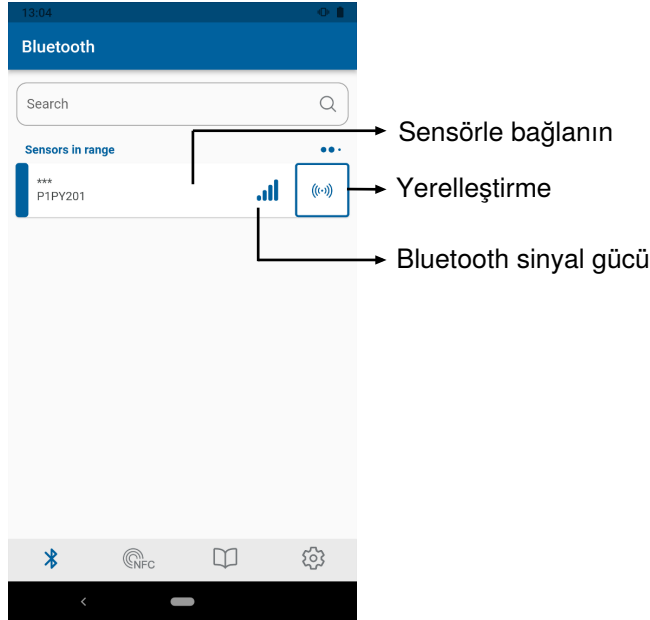 13:04
Bluetooth
Search
Sensörle bağlanın
Sensors in range
***
P1PY201
Yerelleştirme
Bluetooth sinyal gücü
NFC